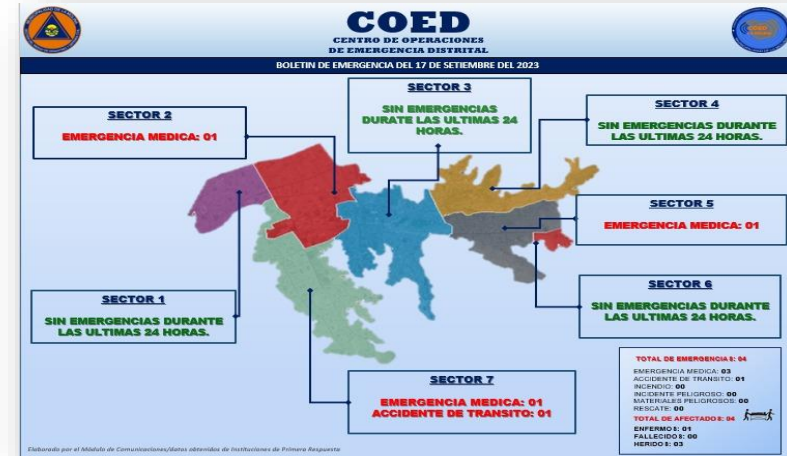 COED
CENTRO DE OPERACIONES
DE EMERGENCIA DISTRITAL
BOLETIN DE EMERGENCIA DEL 17 DE SETIEMBRE DEL 2023
SECTOR 2
EMERGENCIA MEDICA: 01
SECTOR 3
SIN EMERGENCIAS
DURATE LAS ULTIMAS 24
HORAS.
SECTOR 4
SIN EMERGENCIAS DURANTE
LAS ULTIMAS 24 HORAS.
SECTOR 5
EMERGENCIA MEDICA: 01
SECTOR 1
SIN EMERGENCIAS DURANTE
LAS ULTIMAS 24 HORAS.
SECTOR 6
SIN EMERGENCIAS DURANTE
LAS ULTIMAS 24 HORAS.
SECTOR 7
EMERGENCIA MEDICA: 01
ACCIDENTE DE TRANSITO: 01
TOTAL DE EMERGENCIAS: 04
EMERGENCIA MEDICA: 03
ACCIDENTE DE TRANSITO: 01
INCENDIO: 00
INCIDENTE PELIGROSO: 00
MATERIALES PELIGROSOS: 00
RESCATE: 00
TOTAL DE AFECTADOS: 04
ENFERMOS: 01
FALLECIDOS: 00
HERIDOS: 03
Elaborado por el Módulo de Comunicaciones/datos obtenidos de Instituciones de Primera Respuesta